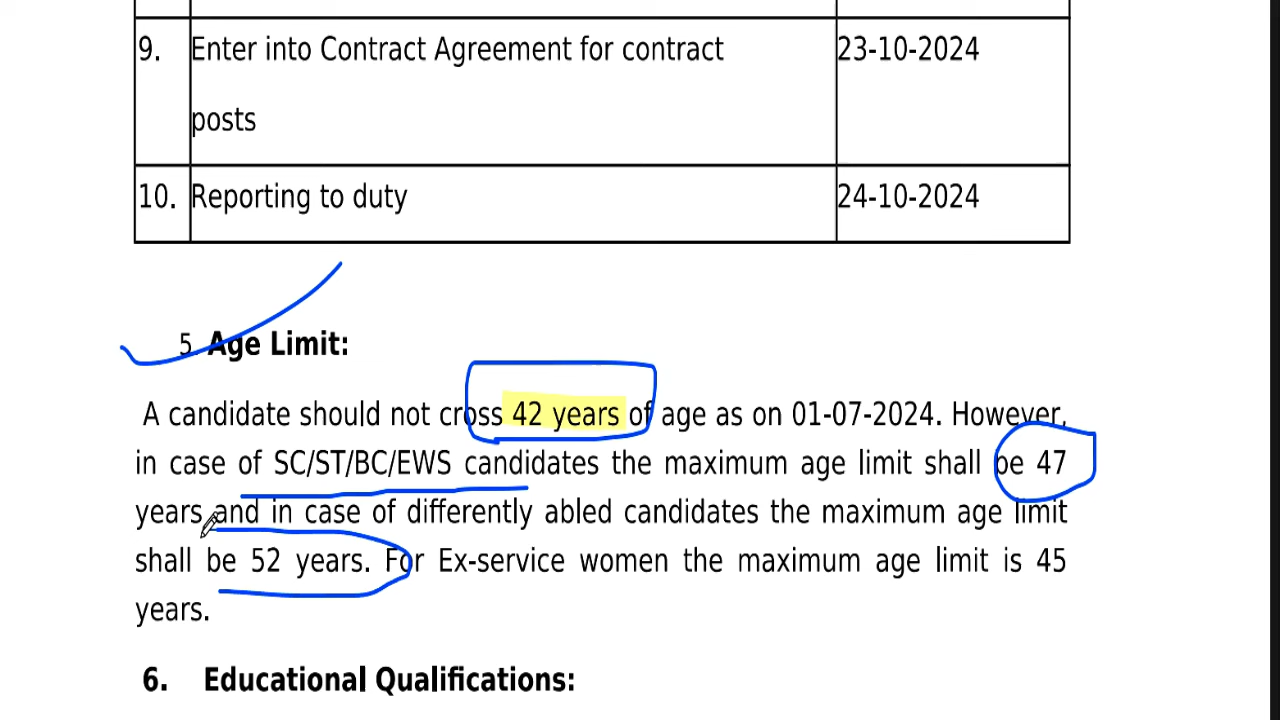 9. Enter into Contract Agreement for contract 23-10-2024
posts
10. Reporting to duty 24-10-2024
5. Age Limit:
A candidate should not cross 42 years of age as on 01-07-2024. However,
in case of SC/ST/BC/EWS candidates the maximum age limit shall be 47
years and in case of differently abled candidates the maximum age limit
shall be 52 years. For Ex-service women the maximum age limit is 45
years.
6. Educational Qualifications: